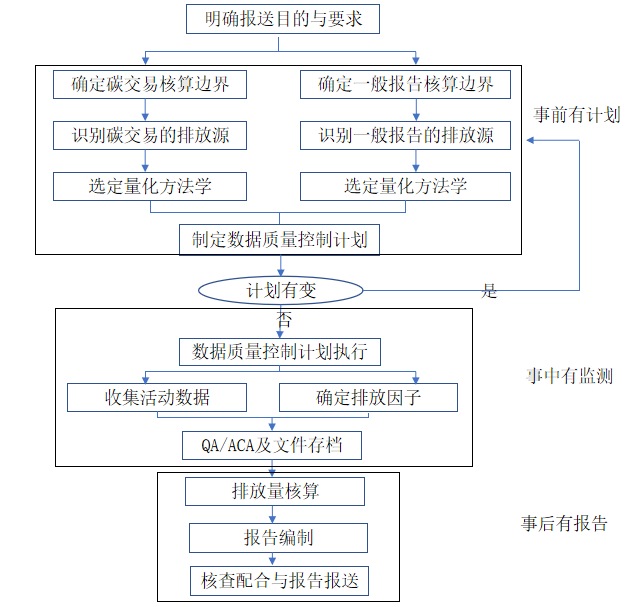 明确报送目的与要求
确定碳交易核算边界
确定一般报告核算边界
事前有计划
识别碳交易的排放源
识别一般报告的排放源
选定量化方法学
选定量化方法学
制定数据质量控制计划
计划有变
是
否
数据质量控制计划执行
事中有监测
收集活动数据
确定排放因子
QA/ACA及文件存档
排放量核算
事后有报告
报告编制
核查配合与报告报送